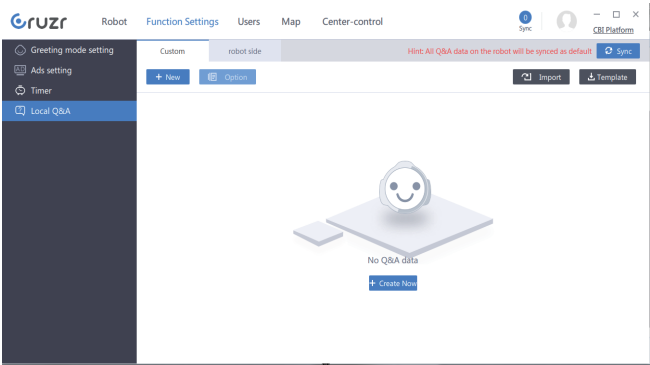 Cruzr Robot Function Settings Users Map Center-control 0 Sync CBI Platform
Greeting mode setting
Ads setting
Timer
Local Q&A
Custom robot side Hint: All Q&A data on the robot will be synced as default Sync
+ New Option Import Template
No Q&A data
+ Create Now